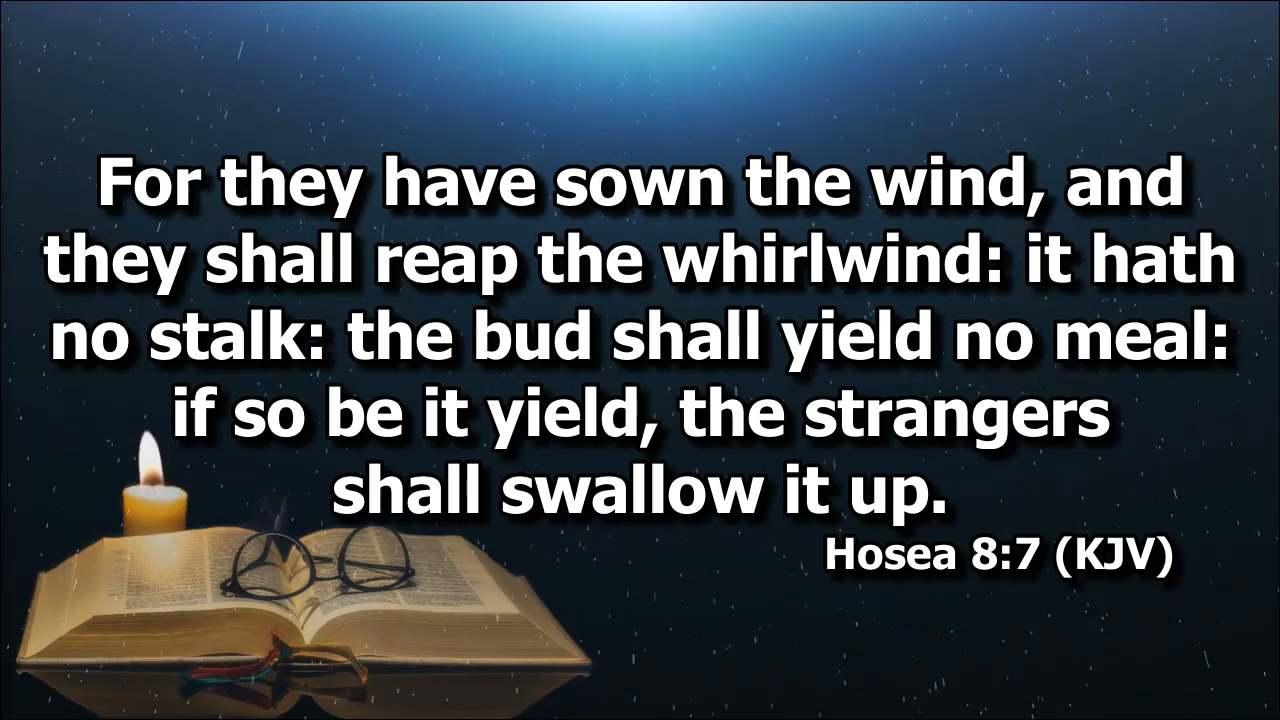 For they have sown the wind, and
they shall reap the whirlwind: it hath
no stalk: the bud shall yield no meal:
if so be it yield, the strangers
shall swallow it up.
Hosea 8:7 (KJV)